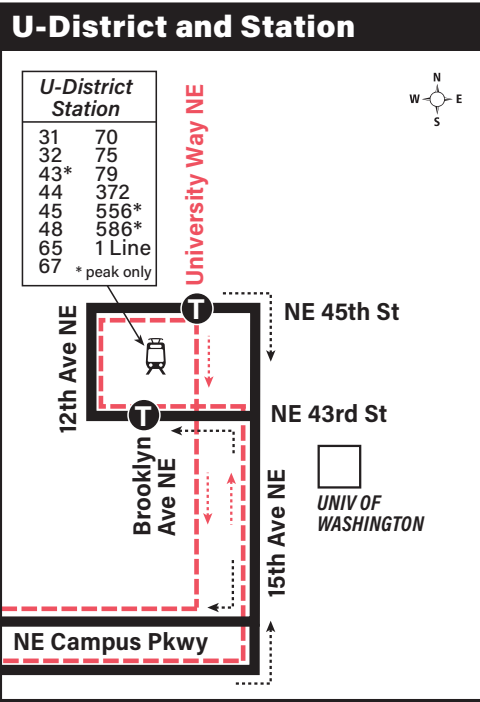 U-District and Station
U-District
Station
31 70
32 75
43* 79
44 372
45 556*
48 586*
65 1 Line
67 * peak only
University Way NE
N
W E
S
T
NE 45th St
12th Ave NE
T
NE 43rd St
Brooklyn
Ave NE
15th Ave NE
UNIV OF
WASHINGTON
NE Campus Pkwy